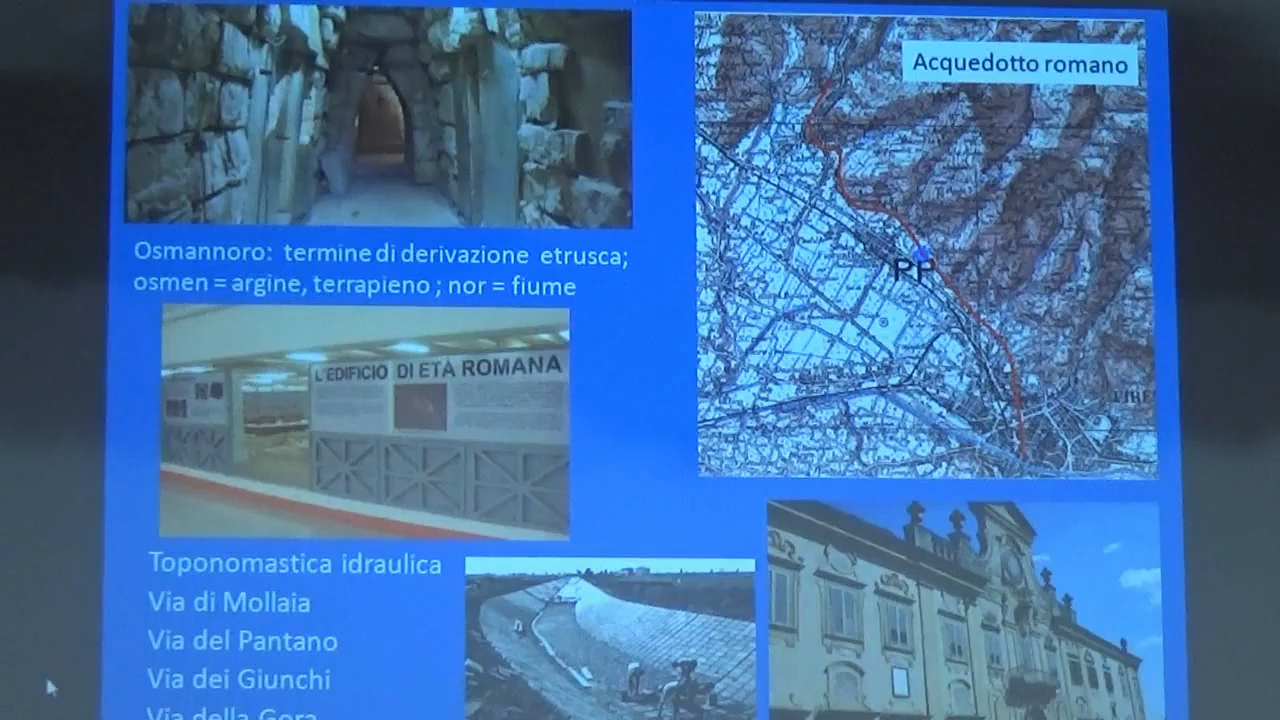 Acquedotto romano
PP
Osmannoro: termine di derivazione etrusca;
osmen = argine, terrapieno ; nor = fiume
L'EDIFICIO DI ETÀ ROMANA
Toponomastica idraulica
Via di Mollaia
Via del Pantano
Via dei Giunchi
Via della Gora